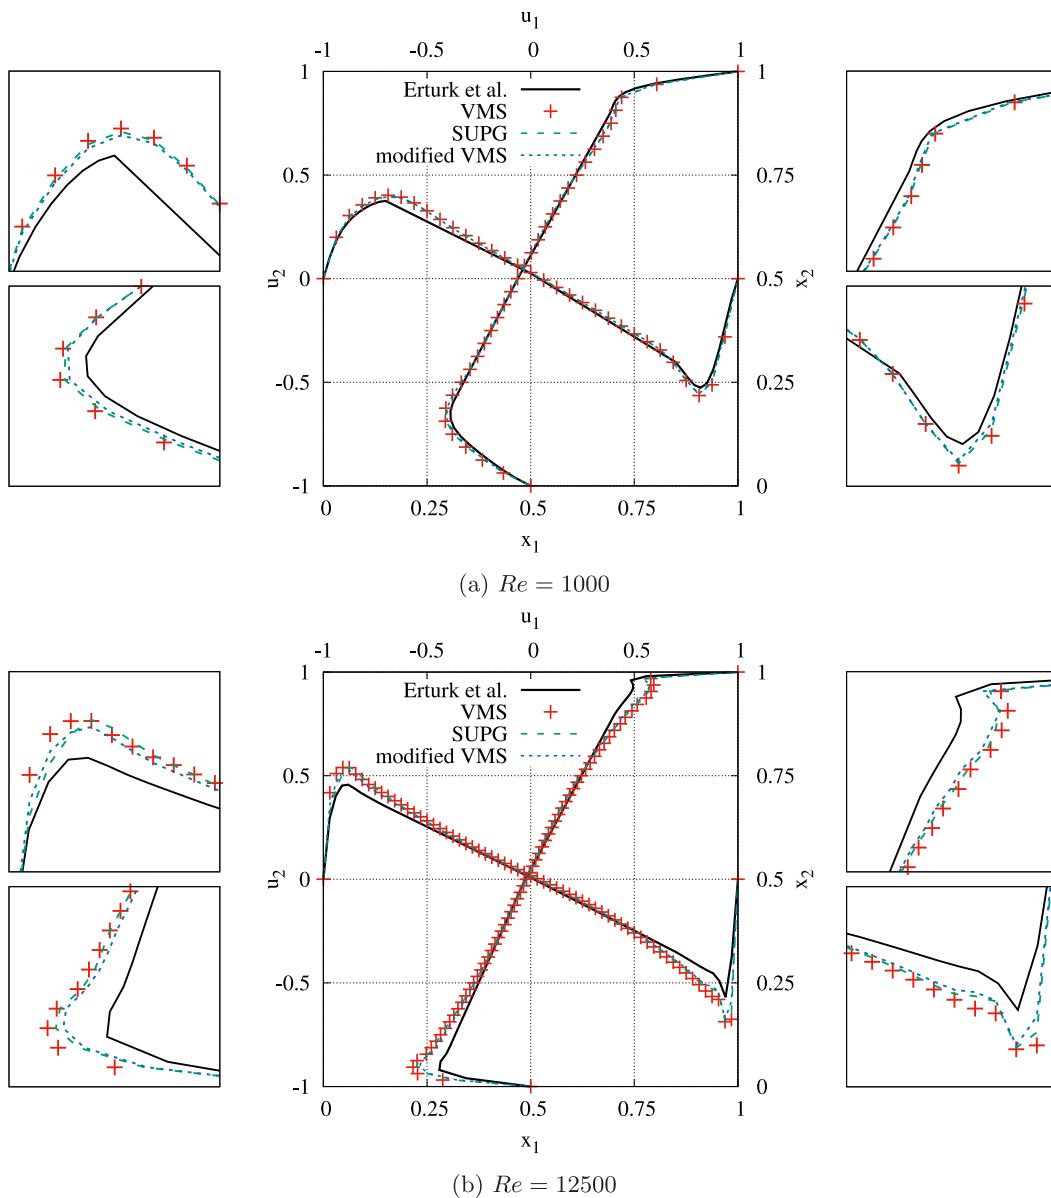 u1
-1 -0.5 0 0.5 1
1 1
Erturk et al.
VMS
SUPG
modified VMS
0.5 0.75
u2 0 0.5 x2
-0.5 0.25
-1 0
0 0.25 0.5 0.75 1
x1
(a) Re = 1000
u1
-1 -0.5 0 0.5 1
1 1
Erturk et al.
VMS
SUPG
modified VMS
0.5 0.75
u2 0 0.5 x2
-0.5 0.25
-1 0
0 0.25 0.5 0.75 1
x1
(b) Re = 12500